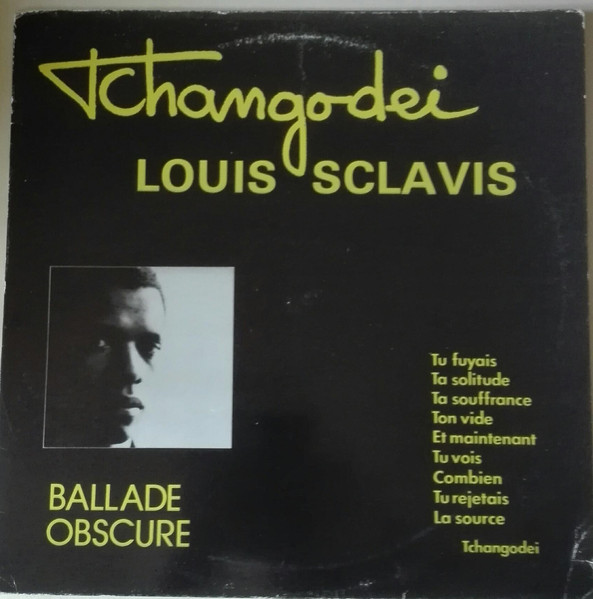 Tchangodei
LOUIS SCLAVIS
Tu fuyais
Ta solitude
Ta souffrance
Ton vide
Et maintenant
Tu vois
Combien
Tu rejetais
La source
Tchangodei
BALLADE
OBSCURE